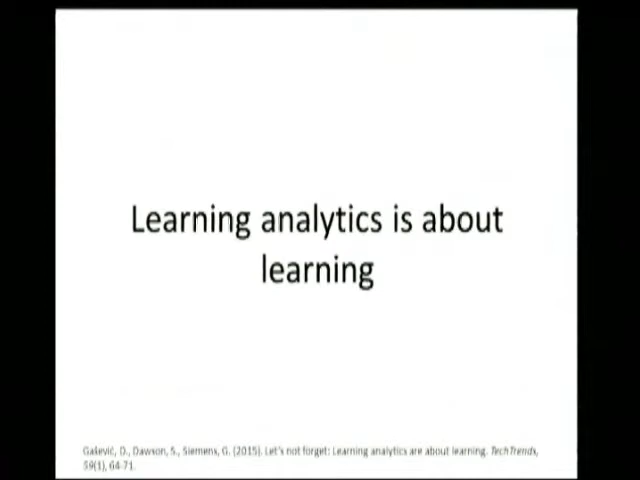 Learning analytics is about
learning
Gašević, D., Dawson, S., Siemens, G. (2015). Let's not forget: Learning analytics are about learning. TechTrends,
59(1), 64-71.